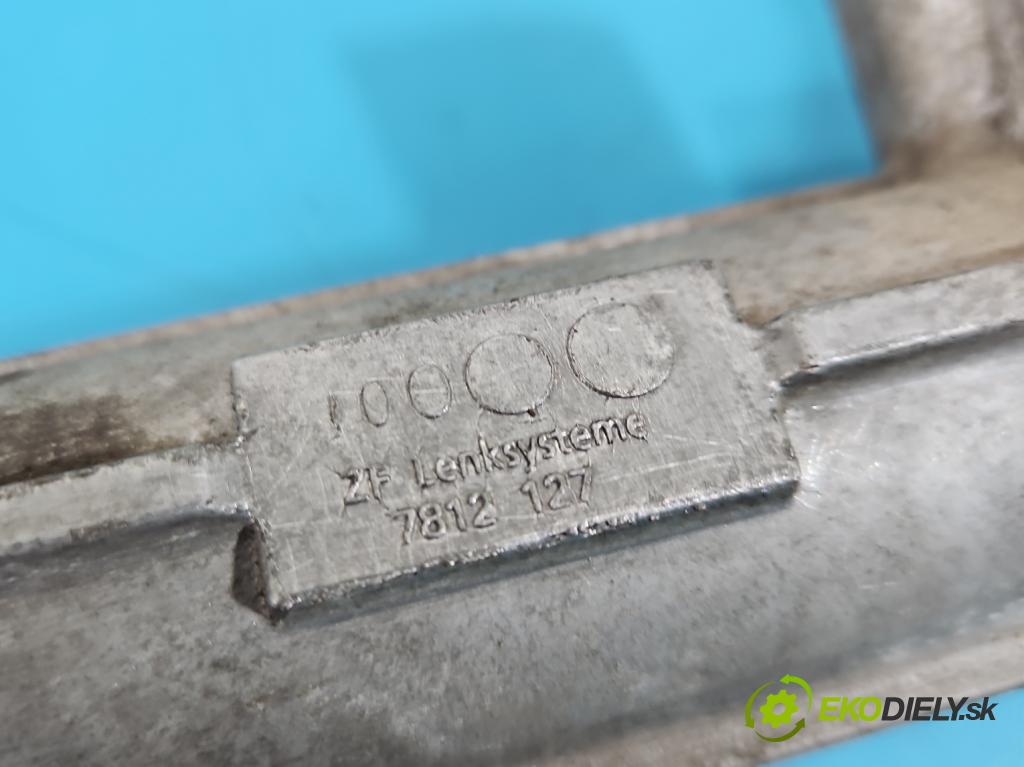 ZF Lenksysteme
7812 127
EKODIELY.sk